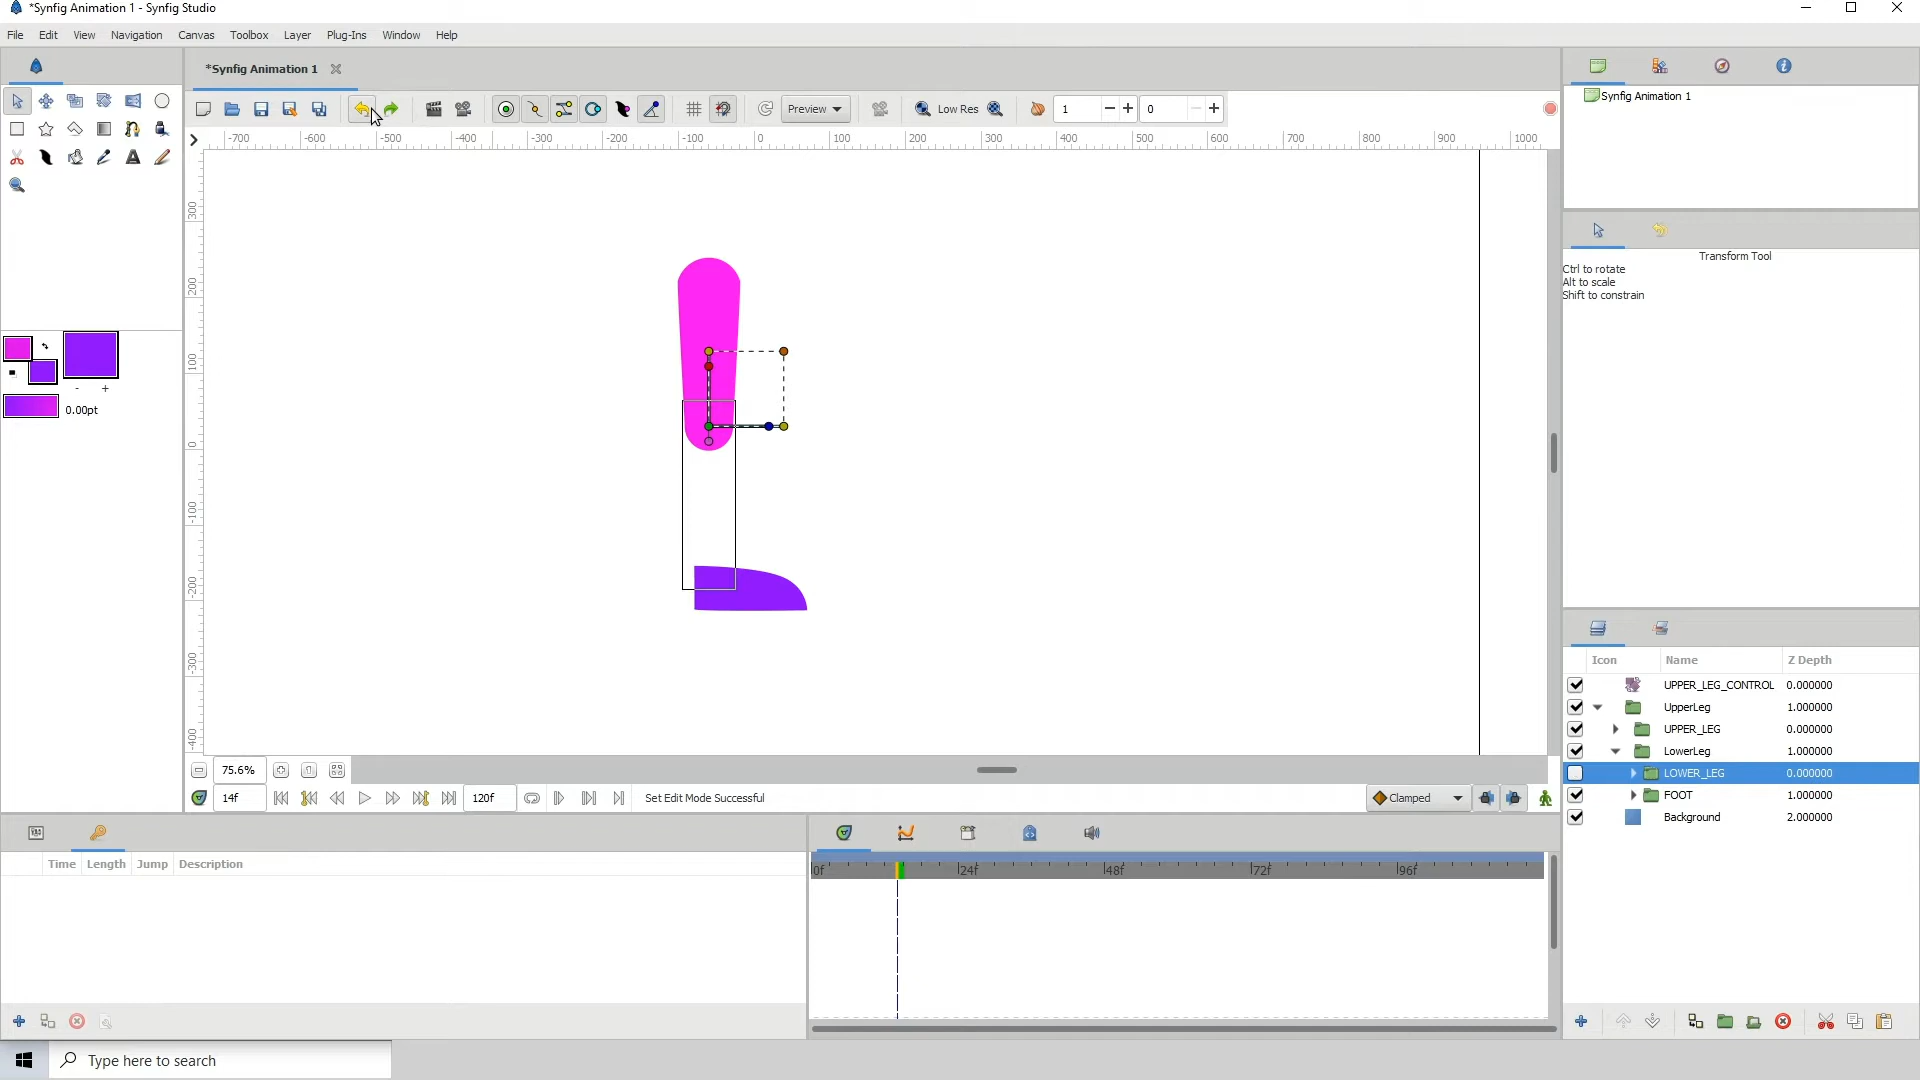 *Synfig Animation 1 - Synfig Studio
File Edit View Navigation Canvas Toolbox Layer Plug-Ins Window Help
*Synfig Animation 1
Preview Low Res 1 0
-700 -600 -500 -400 -300 -200 -100 0 100 200 300 400 500 600 700 800 900 1000
300
200
100
0
-100
-200
-300
-400
0.00pt
75.6%
14f 120f Set Edit Mode Successful Clamped
Time Length Jump Description
0f 24f 48f 72f 96f
Synfig Animation 1
Transform Tool
Ctrl to rotate
Alt to scale
Shift to constrain
Icon Name Z Depth
UPPER_LEG_CONTROL 0.000000
UpperLeg 1.000000
UPPER_LEG 0.000000
LowerLeg 1.000000
LOWER_LEG 0.000000
FOOT 1.000000
Background 2.000000
Type here to search